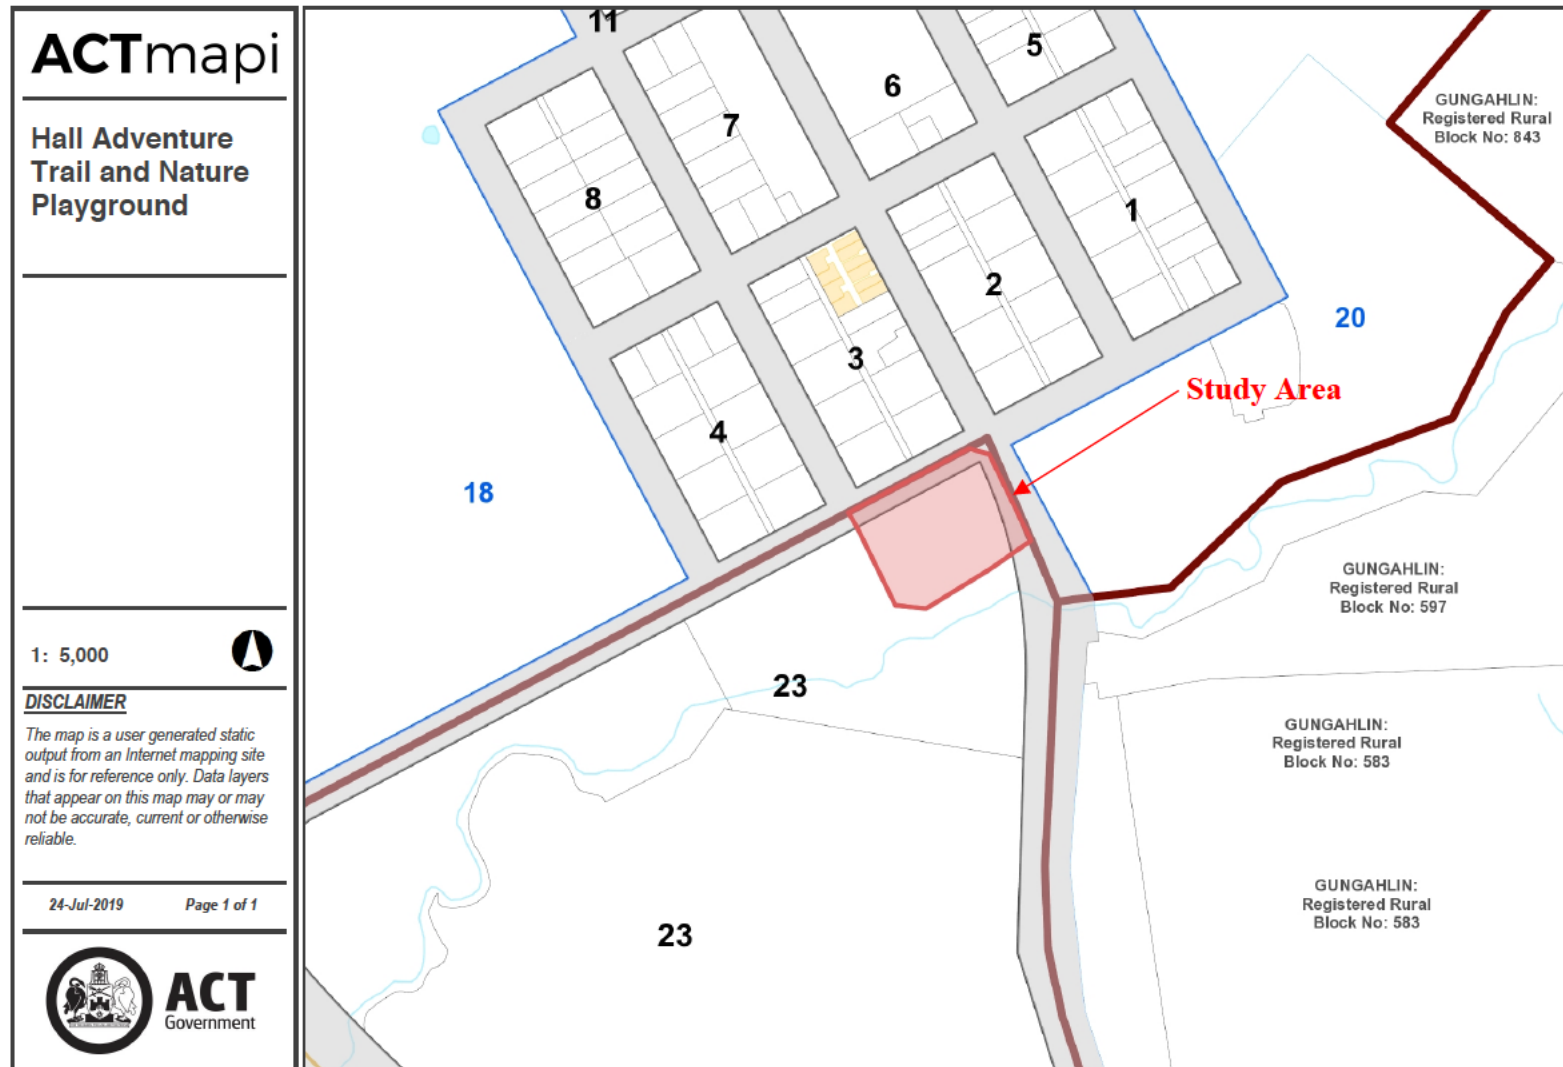 ACTmapi
Hall Adventure
Trail and Nature
Playground
1: 5,000
DISCLAIMER
The map is a user generated static
output from an Internet mapping site
and is for reference only. Data layers
that appear on this map may or may
not be accurate, current or otherwise
reliable.
24-Jul-2019 Page 1 of 1
ACT
Government
11
5
6
7
8
1
2
3
4
20
18
23
23
Study Area
GUNGAHLIN:
Registered Rural
Block No: 843
GUNGAHLIN:
Registered Rural
Block No: 597
GUNGAHLIN:
Registered Rural
Block No: 583
GUNGAHLIN:
Registered Rural
Block No: 583